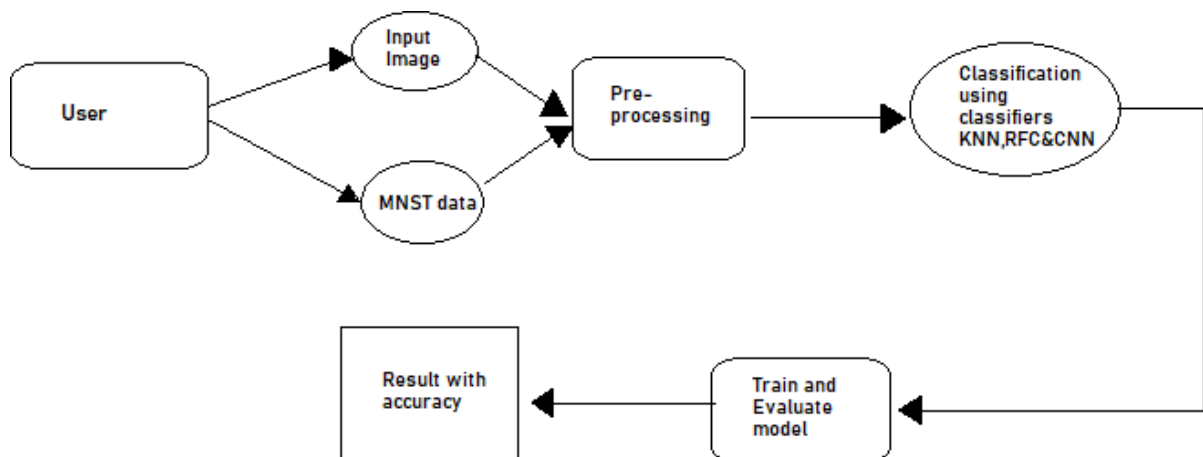 User
Input
Image
MNST data
Pre-
processing
Classification
using
classifiers
KNN,RFC&CNN
Result with
accuracy
Train and
Evaluate
model